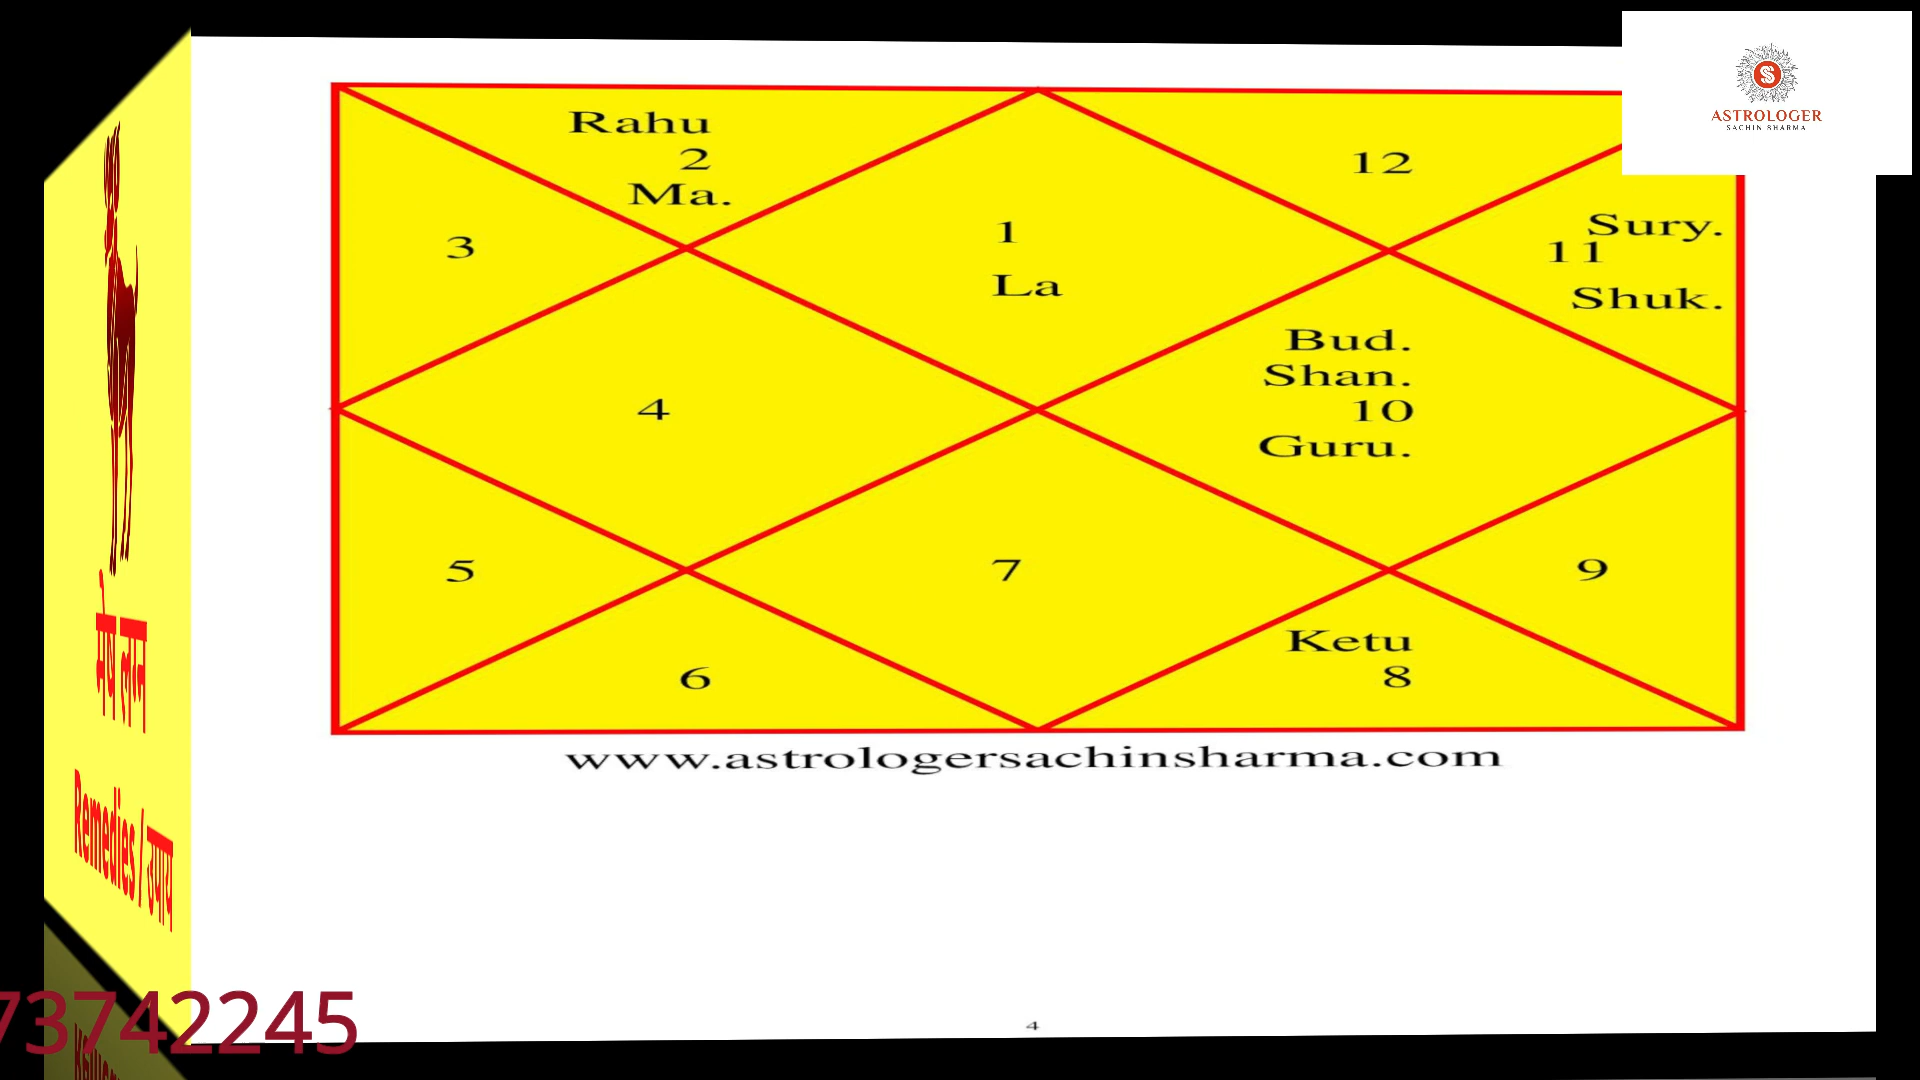 ASTROLOGER
SACHIN SHARMA
Rahu
2
Ma.
12
3
1
La
Sury.
11
Shuk.
Bud.
Shan.
10
Guru.
4
5
7
9
Ketu
8
6
www.astrologersachinsharma.com
मेष लग्न
Remedies / उपाय
73742245
4